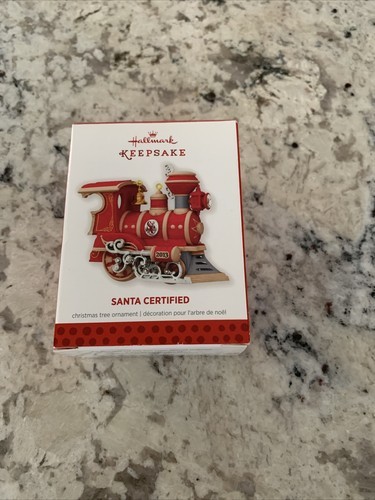 Hallmark
KEEPSAKE
2013
SANTA CERTIFIED
christmas tree ornament | décoration pour l'arbre de noël